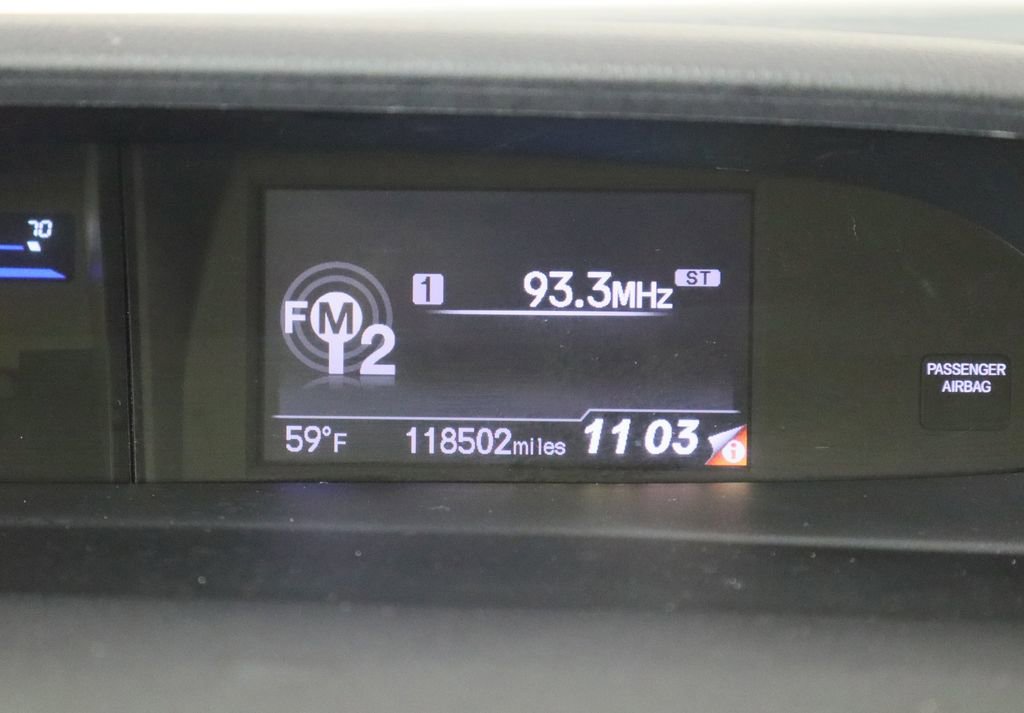 70
1 93.3MHz ST
FM 2
59°F 118502miles 11 03 i
PASSENGER
AIRBAG